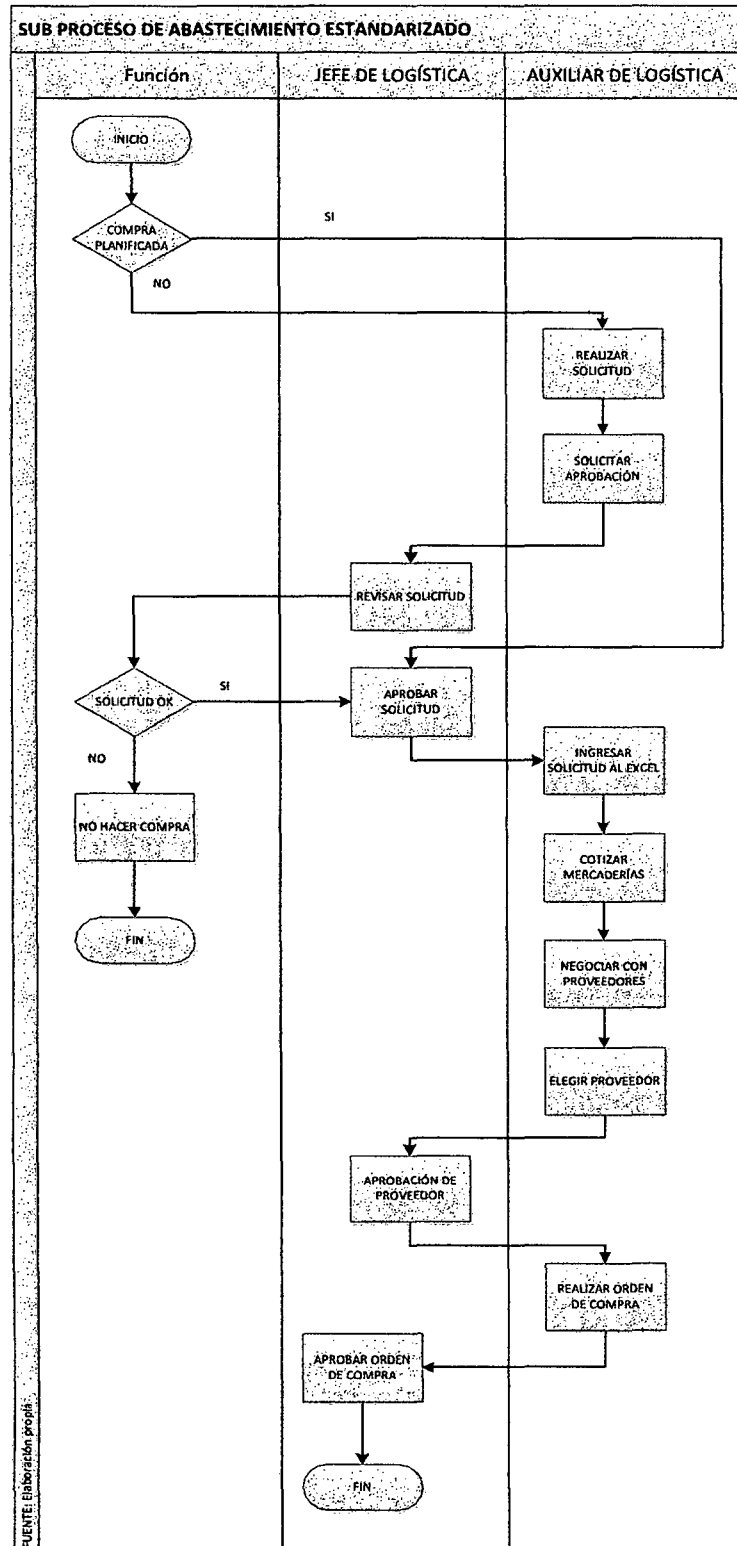 SUB PROCESO DE ABASTECIMIENTO ESTANDARIZADO
Función
JEFE DE LOGÍSTICA
AUXILIAR DE LOGÍSTICA
INICIO
COMPRA
PLANIFICADA
SI
NO
REALIZAR
SOLICITUD
SOLICITAR
APROBACIÓN
REVISAR SOLICITUD
SOLICITUD OK
SI
APROBAR
SOLICITUD
NO
INGRESAR
SOLICITUD AL EXCEL
NO HACER COMPRA
COTIZAR
MERCADERÍAS
FIN
NEGOCIAR CON
PROVEEDORES
ELEGIR PROVEEDOR
APROBACIÓN DE
PROVEEDOR
REALIZAR ORDEN
DE COMPRA
APROBAR ORDEN
DE COMPRA
FIN
FUENTE: Elaboración propia.